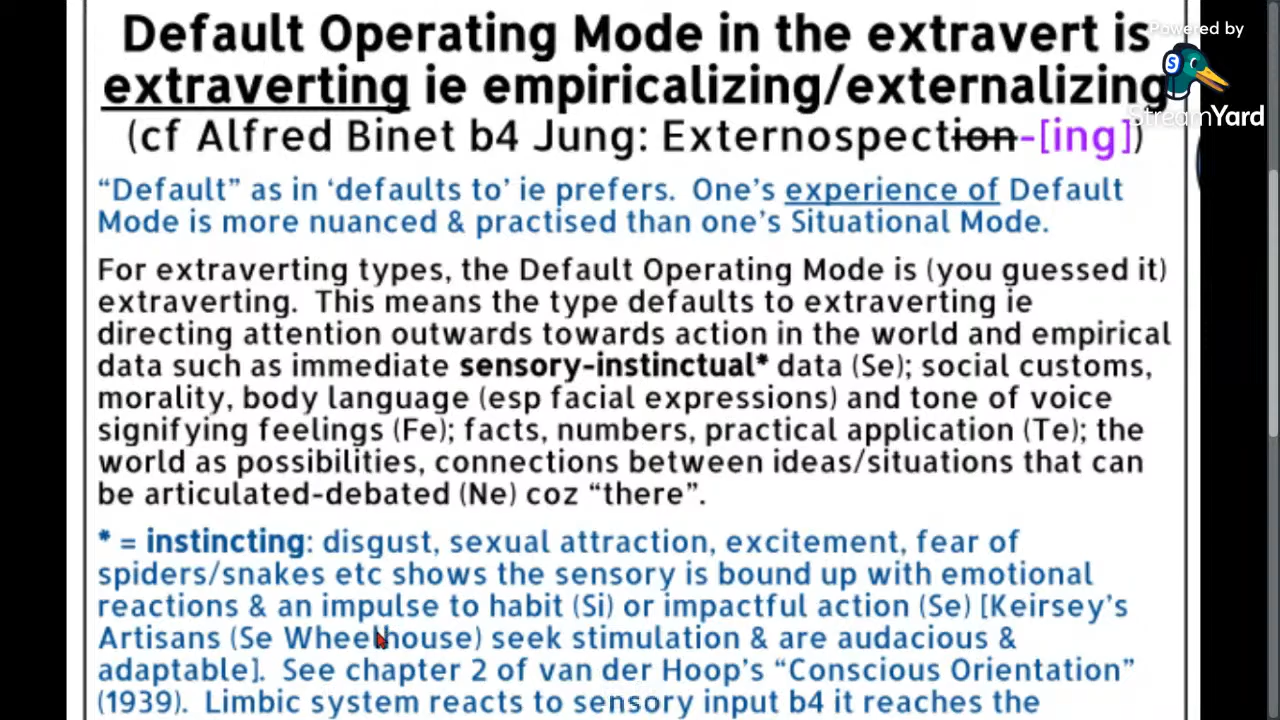 Default Operating Mode in the extravert is
extraverting ie empiricalizing/externalizing
(cf Alfred Binet b4 Jung: Externospection-[ing])
“Default” as in ‘defaults to’ ie prefers. One’s experience of Default
Mode is more nuanced & practised than one’s Situational Mode.
For extraverting types, the Default Operating Mode is (you guessed it)
extraverting. This means the type defaults to extraverting ie
directing attention outwards towards action in the world and empirical
data such as immediate sensory-instinctual* data (Se); social customs,
morality, body language (esp facial expressions) and tone of voice
signifying feelings (Fe); facts, numbers, practical application (Te); the
world as possibilities, connections between ideas/situations that can
be articulated-debated (Ne) coz “there”.
* = instincting: disgust, sexual attraction, excitement, fear of
spiders/snakes etc shows the sensory is bound up with emotional
reactions & an impulse to habit (Si) or impactful action (Se) [Keirsey’s
Artisans (Se Wheelhouse) seek stimulation & are audacious &
adaptable]. See chapter 2 of van der Hoop’s “Conscious Orientation”
(1939). Limbic system reacts to sensory input b4 it reaches the
Powered by
S
StreamYard